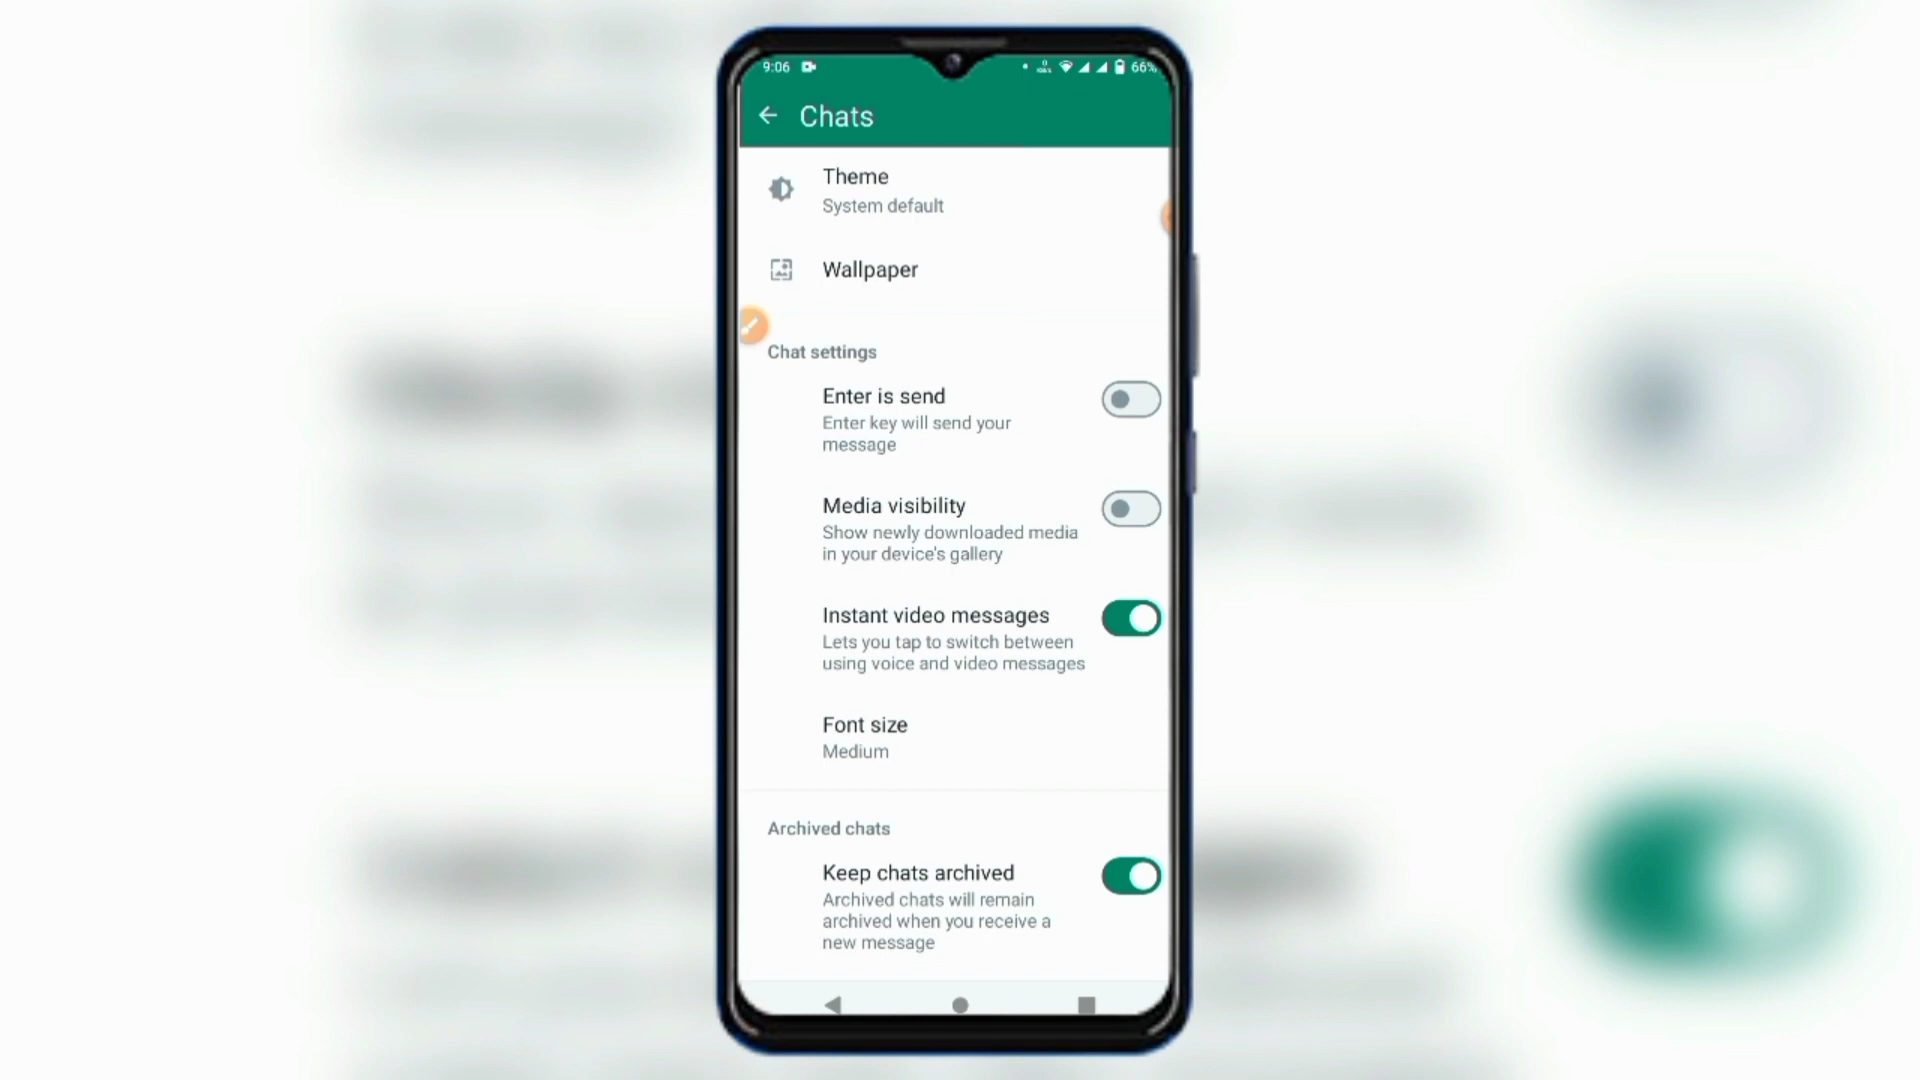 9:06
66%
Chats
Theme
System default
Wallpaper
Chat settings
Enter is send
Enter key will send your
message
Media visibility
Show newly downloaded media
in your device's gallery
Instant video messages
Lets you tap to switch between
using voice and video messages
Font size
Medium
Archived chats
Keep chats archived
Archived chats will remain
archived when you receive a
new message